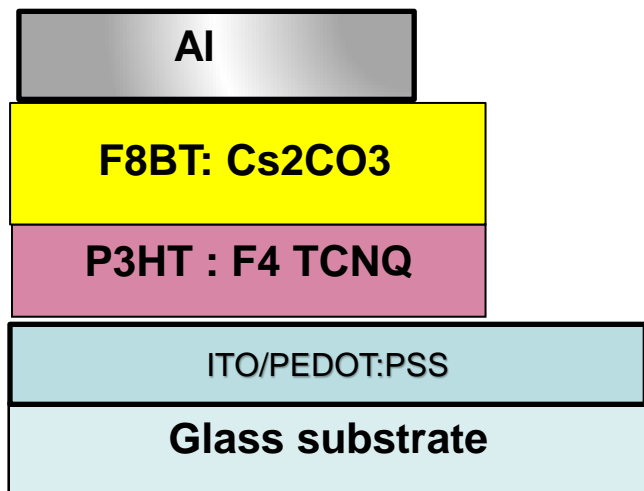 Al
F8BT: Cs2CO3
P3HT : F4 TCNQ
ITO/PEDOT:PSS
Glass substrate